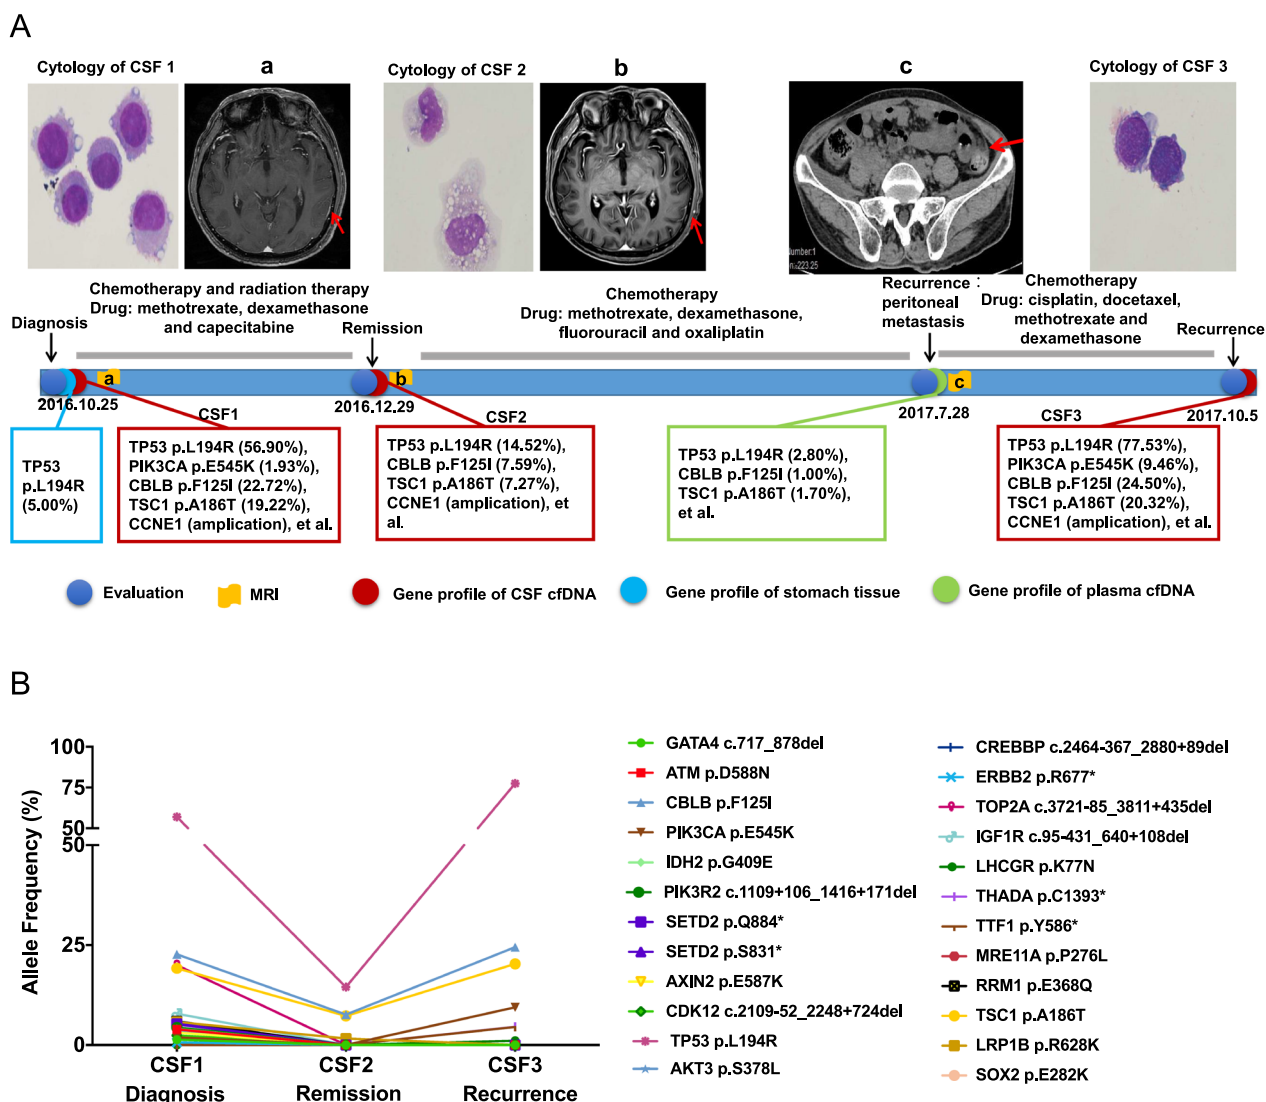 A
Cytology of CSF 1
a
Cytology of CSF 2
b
c
Cytology of CSF 3
Number:1
223.25
Diagnosis
Chemotherapy and radiation therapy
Drug: methotrexate, dexamethasone
and capecitabine
Remission
Chemotherapy
Drug: methotrexate, dexamethasone,
fluorouracil and oxaliplatin
Recurrence :
peritoneal
metastasis
Chemotherapy
Drug: cisplatin, docetaxel,
methotrexate and
dexamethasone
Recurrence
a
b
c
2016.10.25
2016.12.29
2017.7.28
2017.10.5
CSF1
CSF2
CSF3
TP53
p.L194R
(5.00%)
TP53 p.L194R (56.90%),
PIK3CA p.E545K (1.93%),
CBLB p.F125I (22.72%),
TSC1 p.A186T (19.22%),
CCNE1 (amplication), et al.
TP53 p.L194R (14.52%),
CBLB p.F125I (7.59%),
TSC1 p.A186T (7.27%),
CCNE1 (amplication), et
al.
TP53 p.L194R (2.80%),
CBLB p.F125I (1.00%),
TSC1 p.A186T (1.70%),
et al.
TP53 p.L194R (77.53%),
PIK3CA p.E545K (9.46%),
CBLB p.F125I (24.50%),
TSC1 p.A186T (20.32%),
CCNE1 (amplication), et al.
Evaluation
MRI
Gene profile of CSF cfDNA
Gene profile of stomach tissue
Gene profile of plasma cfDNA
B
Allele Frequency (%)
100
75
50
50
25
0
CSF1
Diagnosis
CSF2
Remission
CSF3
Recurrence
GATA4 c.717_878del
ATM p.D588N
CBLB p.F125I
PIK3CA p.E545K
IDH2 p.G409E
PIK3R2 c.1109+106_1416+171del
SETD2 p.Q884*
SETD2 p.S831*
AXIN2 p.E587K
CDK12 c.2109-52_2248+724del
TP53 p.L194R
AKT3 p.S378L
CREBBP c.2464-367_2880+89del
ERBB2 p.R677*
TOP2A c.3721-85_3811+435del
IGF1R c.95-431_640+108del
LHCGR p.K77N
THADA p.C1393*
TTF1 p.Y586*
MRE11A p.P276L
RRM1 p.E368Q
TSC1 p.A186T
LRP1B p.R628K
SOX2 p.E282K